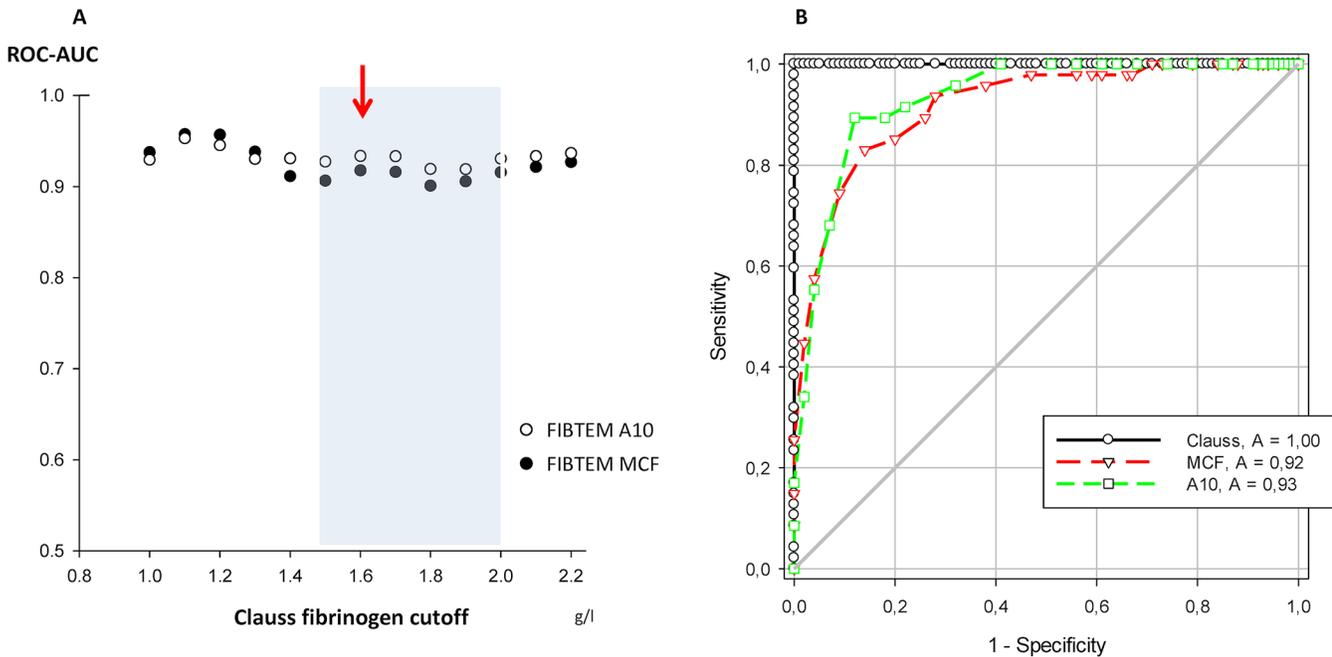 A
ROC-AUC
1.0
0.9
0.8
0.7
0.6
0.5
FIBTEM A10
FIBTEM MCF
0.8 1.0 1.2 1.4 1.6 1.8 2.0 2.2
Clauss fibrinogen cutoff g/l
B
Sensitivity
1,0
0,8
0,6
0,4
0,2
0,0
Clauss, A = 1,00
MCF, A = 0,92
A10, A = 0,93
0,0 0,2 0,4 0,6 0,8 1,0
1 - Specificity